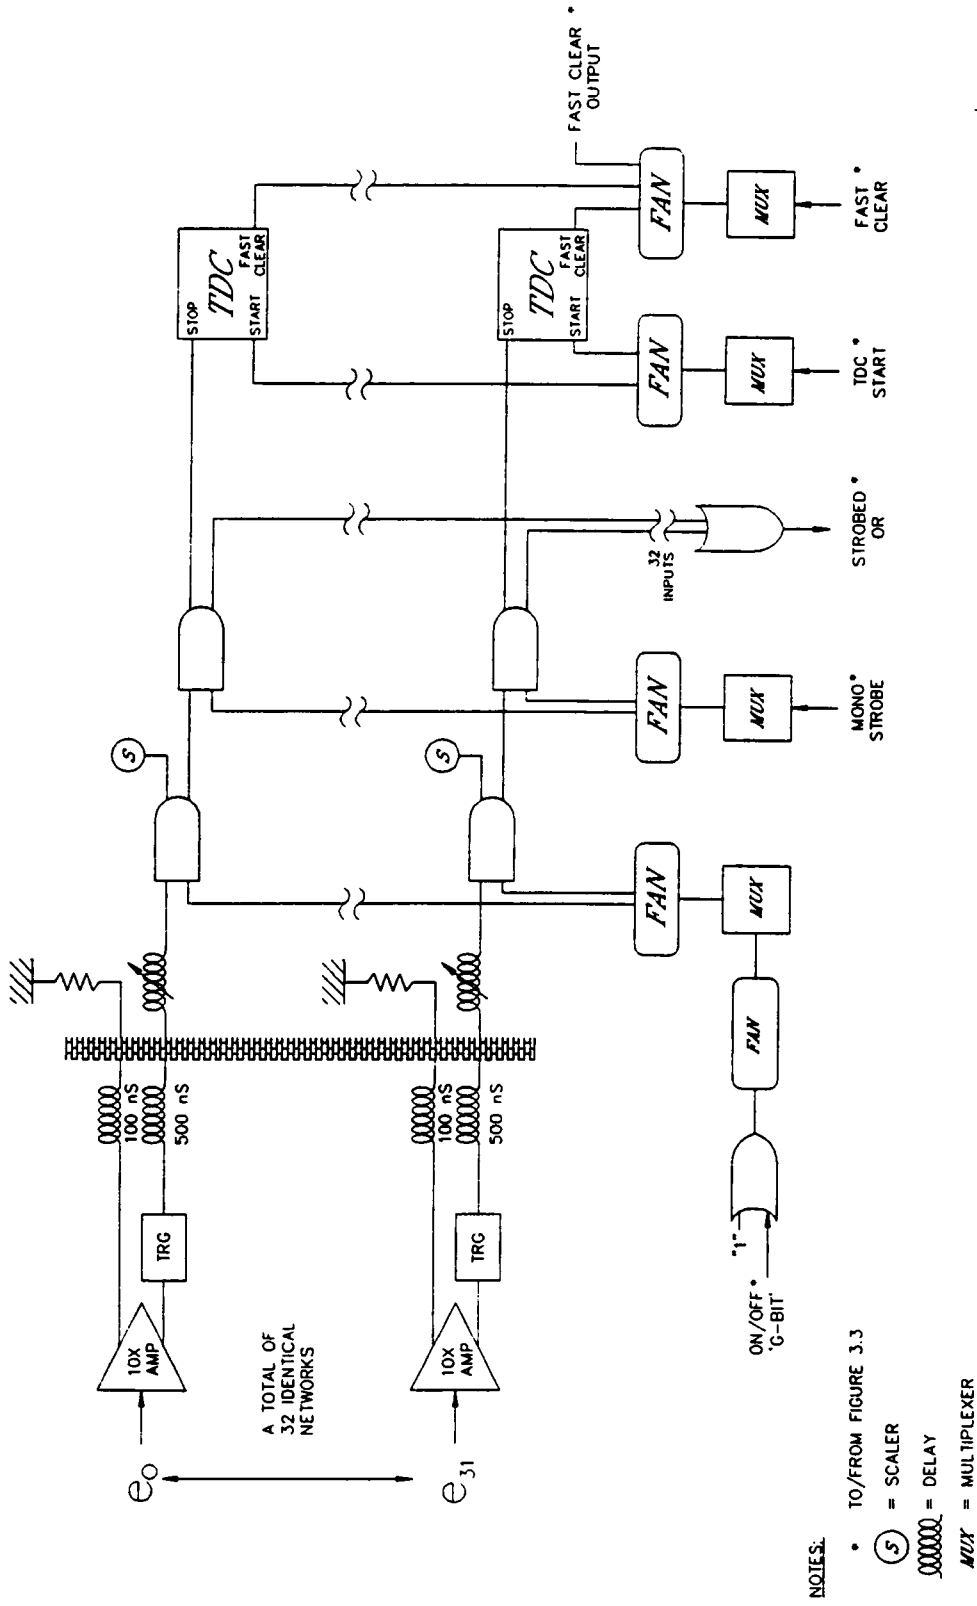 e0
A TOTAL OF
32 IDENTICAL
NETWORKS
e31
10X
AMP
TRG
100 nS
500 nS
S
STOP
TDC
START
FAST
CLEAR
10X
AMP
TRG
100 nS
500 nS
S
STOP
TDC
START
FAST
CLEAR
32
INPUTS
FAST CLEAR *
OUTPUT
"1"
ON/OFF *
'G-BIT'
FAN
MUX
FAN
FAN
MUX
MONO *
STROBE
STROBED *
OR
FAN
MUX
TDC *
START
FAN
MUX
FAST *
CLEAR
NOTES:
* TO/FROM FIGURE 3.3
S = SCALER
= DELAY
MUX = MULTIPLEXER